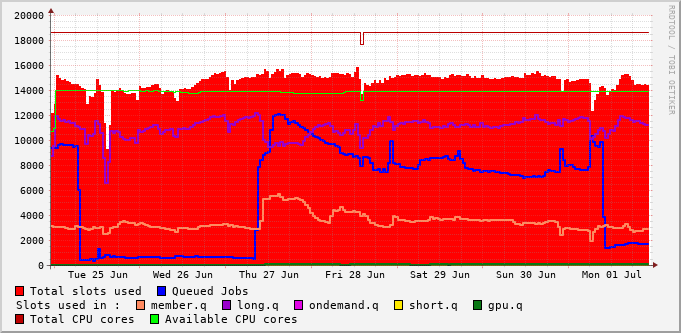 20000
18000
16000
14000
12000
10000
8000
6000
4000
2000
0
Tue 25 Jun Wed 26 Jun Thu 27 Jun Fri 28 Jun Sat 29 Jun Sun 30 Jun Mon 01 Jul
RRDTOOL / TOBI OETIKER
Total slots used Queued Jobs
Slots used in : member.q long.q ondemand.q short.q gpu.q
Total CPU cores Available CPU cores